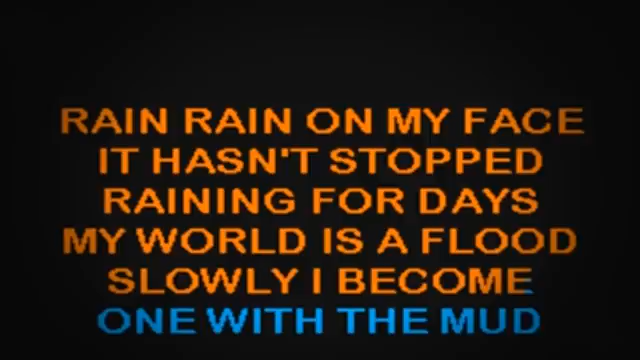 RAIN RAIN ON MY FACE
IT HASN'T STOPPED
RAINING FOR DAYS
MY WORLD IS A FLOOD
SLOWLY I BECOME
ONE WITH THE MUD